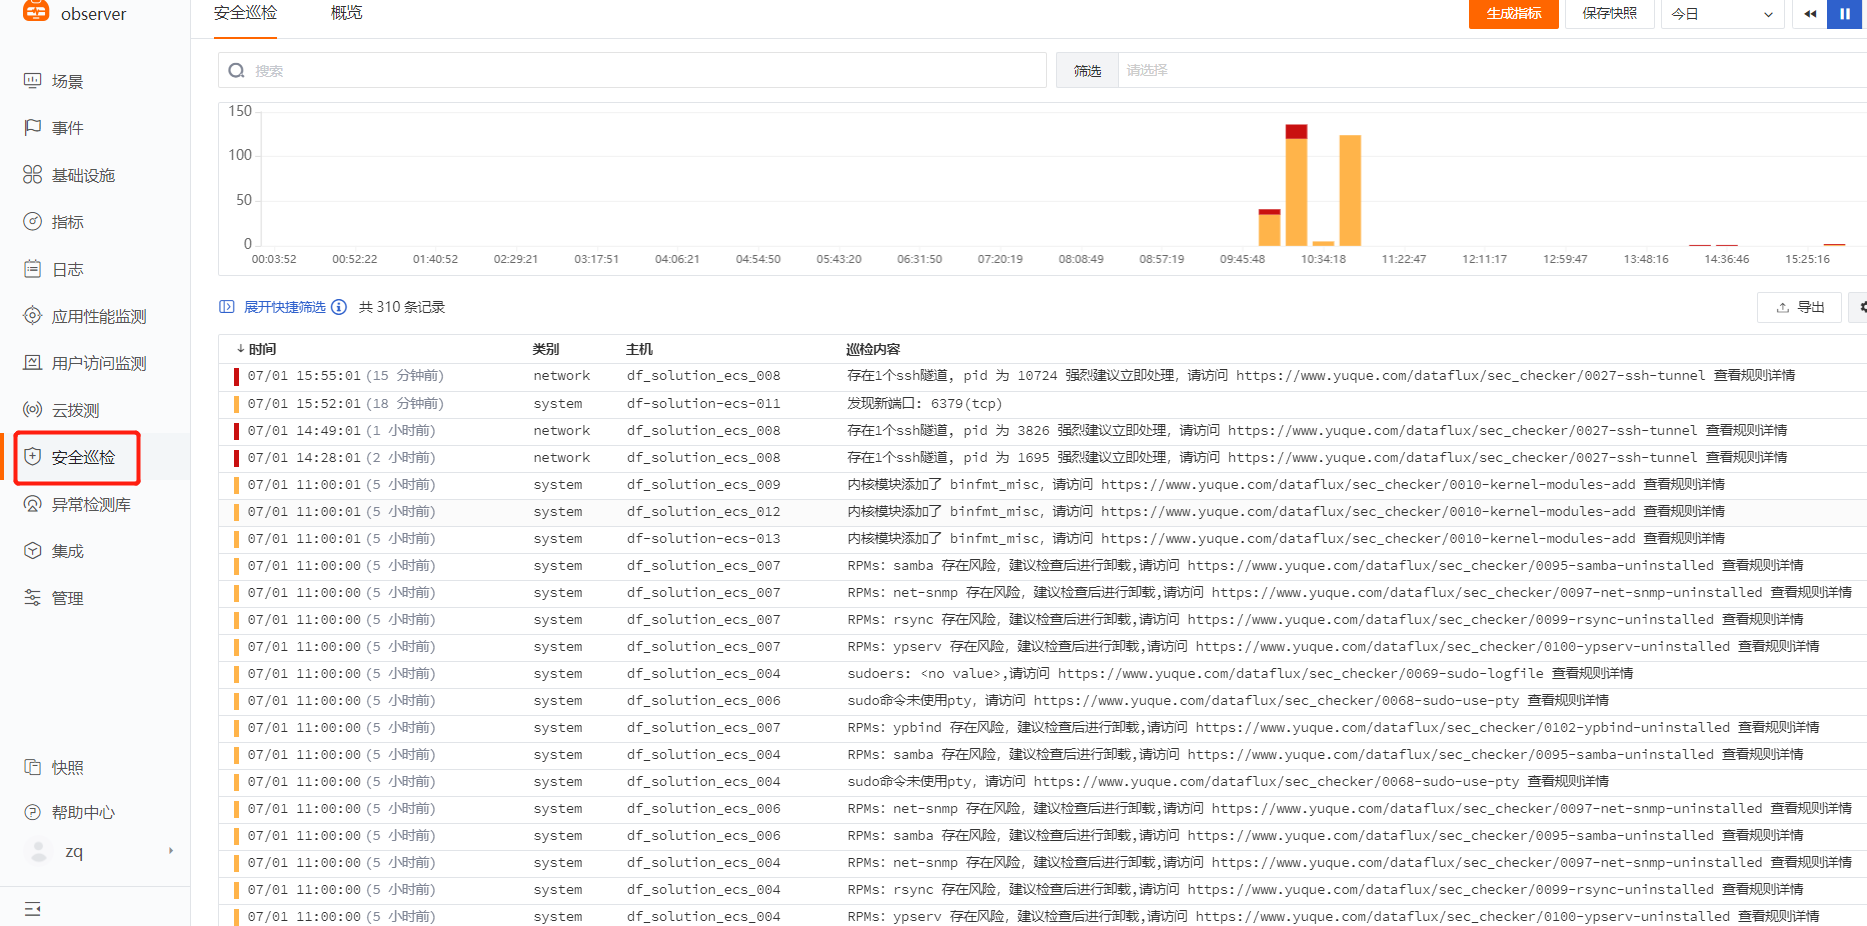 observer
安全巡检 概览 生成指标 保存快照 今日
场景
事件
基础设施
指标
日志
应用性能监测
用户访问监测
云拨测
安全巡检
异常检测库
集成
管理
快照
帮助中心
zq
搜索 筛选 请选择
150
100
50
0
00:03:52 00:52:22 01:40:52 02:29:21 03:17:51 04:06:21 04:54:50 05:43:20 06:31:50 07:20:19 08:08:49 08:57:19 09:45:48 10:34:18 11:22:47 12:11:17 12:59:47 13:48:16 14:36:46 15:25:16
展开快捷筛选 共 310 条记录 导出
时间 类别 主机 巡检内容
07/01 15:55:01 (15 分钟前) network df_solution_ecs_008 存在1个ssh隧道, pid 为 10724 强烈建议立即处理, 请访问 https://www.yuque.com/dataflux/sec_checker/0027-ssh-tunnel 查看规则详情
07/01 15:52:01 (18 分钟前) system df-solution-ecs-011 发现新端口: 6379(tcp)
07/01 14:49:01 (1 小时前) network df_solution_ecs_008 存在1个ssh隧道, pid 为 3826 强烈建议立即处理, 请访问 https://www.yuque.com/dataflux/sec_checker/0027-ssh-tunnel 查看规则详情
07/01 14:28:01 (2 小时前) network df_solution_ecs_008 存在1个ssh隧道, pid 为 1695 强烈建议立即处理, 请访问 https://www.yuque.com/dataflux/sec_checker/0027-ssh-tunnel 查看规则详情
07/01 11:00:01 (5 小时前) system df_solution_ecs_009 内核模块添加了 binfmt_misc, 请访问 https://www.yuque.com/dataflux/sec_checker/0010-kernel-modules-add 查看规则详情
07/01 11:00:01 (5 小时前) system df_solution_ecs_012 内核模块添加了 binfmt_misc, 请访问 https://www.yuque.com/dataflux/sec_checker/0010-kernel-modules-add 查看规则详情
07/01 11:00:01 (5 小时前) system df-solution-ecs-013 内核模块添加了 binfmt_misc, 请访问 https://www.yuque.com/dataflux/sec_checker/0010-kernel-modules-add 查看规则详情
07/01 11:00:00 (5 小时前) system df_solution_ecs_007 RPMs: samba 存在风险, 建议检查后进行卸载,请访问 https://www.yuque.com/dataflux/sec_checker/0095-samba-uninstalled 查看规则详情
07/01 11:00:00 (5 小时前) system df_solution_ecs_007 RPMs: net-snmp 存在风险, 建议检查后进行卸载,请访问 https://www.yuque.com/dataflux/sec_checker/0097-net-snmp-uninstalled 查看规则详情
07/01 11:00:00 (5 小时前) system df_solution_ecs_007 RPMs: rsync 存在风险, 建议检查后进行卸载,请访问 https://www.yuque.com/dataflux/sec_checker/0099-rsync-uninstalled 查看规则详情
07/01 11:00:00 (5 小时前) system df_solution_ecs_007 RPMs: ypserv 存在风险, 建议检查后进行卸载,请访问 https://www.yuque.com/dataflux/sec_checker/0100-ypserv-uninstalled 查看规则详情
07/01 11:00:00 (5 小时前) system df_solution_ecs_004 sudoers: <no value>,请访问 https://www.yuque.com/dataflux/sec_checker/0069-sudo-logfile 查看规则详情
07/01 11:00:00 (5 小时前) system df_solution_ecs_006 sudo命令未使用pty, 请访问 https://www.yuque.com/dataflux/sec_checker/0068-sudo-use-pty 查看规则详情
07/01 11:00:00 (5 小时前) system df_solution_ecs_007 RPMs: ypbind 存在风险, 建议检查后进行卸载,请访问 https://www.yuque.com/dataflux/sec_checker/0102-ypbind-uninstalled 查看规则详情
07/01 11:00:00 (5 小时前) system df_solution_ecs_004 RPMs: samba 存在风险, 建议检查后进行卸载,请访问 https://www.yuque.com/dataflux/sec_checker/0095-samba-uninstalled 查看规则详情
07/01 11:00:00 (5 小时前) system df_solution_ecs_004 sudo命令未使用pty, 请访问 https://www.yuque.com/dataflux/sec_checker/0068-sudo-use-pty 查看规则详情
07/01 11:00:00 (5 小时前) system df_solution_ecs_006 RPMs: net-snmp 存在风险, 建议检查后进行卸载,请访问 https://www.yuque.com/dataflux/sec_checker/0097-net-snmp-uninstalled 查看规则详情
07/01 11:00:00 (5 小时前) system df_solution_ecs_006 RPMs: samba 存在风险, 建议检查后进行卸载,请访问 https://www.yuque.com/dataflux/sec_checker/0095-samba-uninstalled 查看规则详情
07/01 11:00:00 (5 小时前) system df_solution_ecs_004 RPMs: net-snmp 存在风险, 建议检查后进行卸载,请访问 https://www.yuque.com/dataflux/sec_checker/0097-net-snmp-uninstalled 查看规则详情
07/01 11:00:00 (5 小时前) system df_solution_ecs_004 RPMs: rsync 存在风险, 建议检查后进行卸载,请访问 https://www.yuque.com/dataflux/sec_checker/0099-rsync-uninstalled 查看规则详情
07/01 11:00:00 (5 小时前) system df_solution_ecs_004 RPMs: ypserv 存在风险, 建议检查后进行卸载,请访问 https://www.yuque.com/dataflux/sec_checker/0100-ypserv-uninstalled 查看规则详情